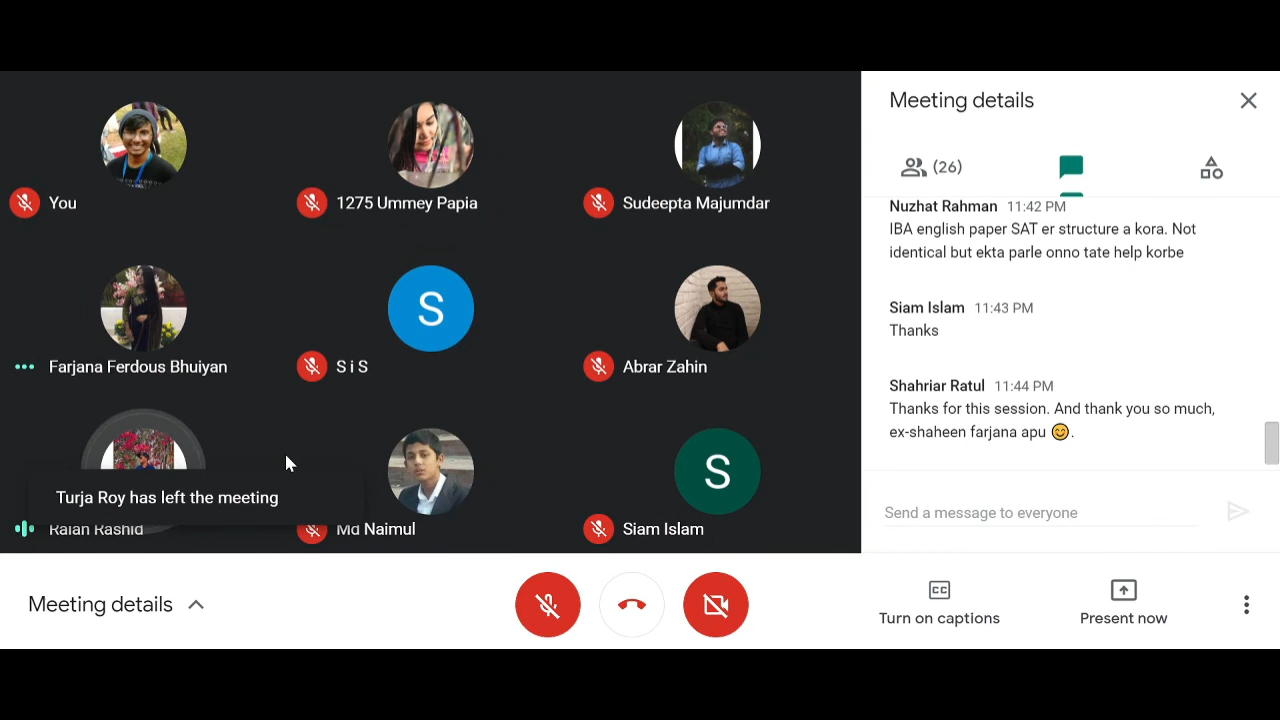 Meeting details
(26)
You
1275 Ummey Papia
Sudeepta Majumdar
Farjana Ferdous Bhuiyan
S
S i S
Abrar Zahin
Turja Roy has left the meeting
Raian Rashid
Md Naimul
S
Siam Islam
Nuzhat Rahman 11:42 PM
IBA english paper SAT er structure a kora. Not
identical but ekta parle onno tate help korbe
Siam Islam 11:43 PM
Thanks
Shahriar Ratul 11:44 PM
Thanks for this session. And thank you so much,
ex-shaheen farjana apu 😊.
Send a message to everyone
Meeting details
CC
Turn on captions
Present now